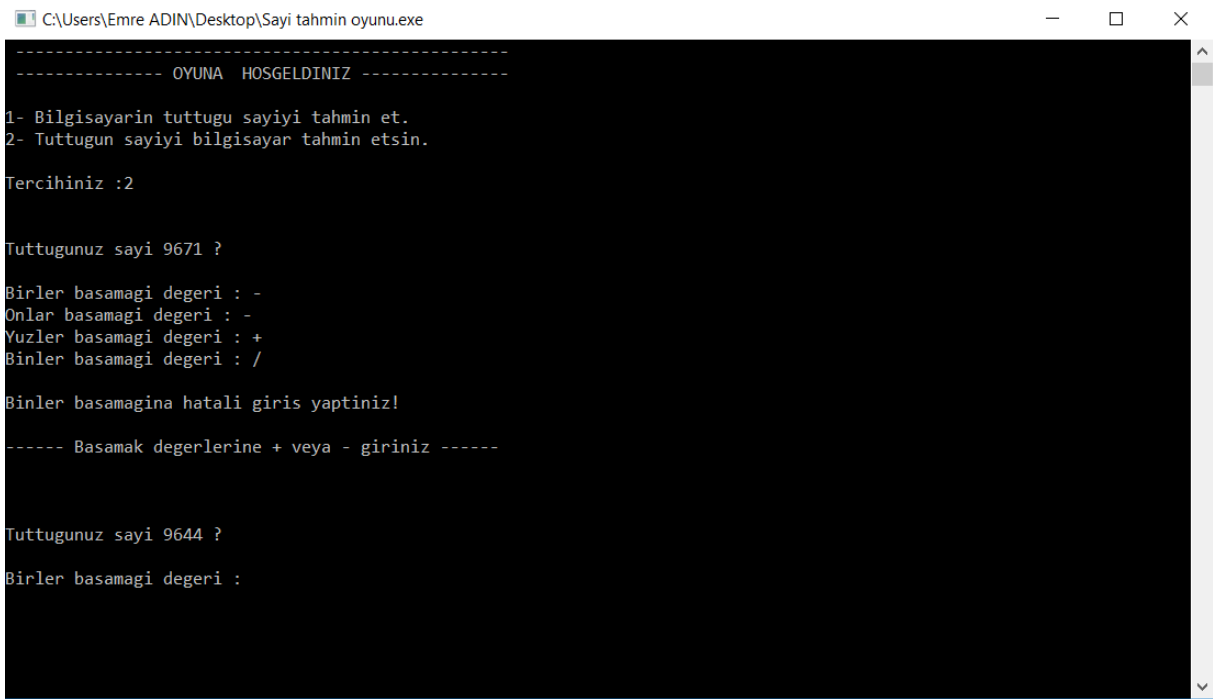 C:\Users\Emre ADIN\Desktop\Sayi tahmin oyunu.exe
--------------------------------------------------
--------------- OYUNA  HOSGELDINIZ ---------------
1- Bilgisayarin tuttugu sayiyi tahmin et.
2- Tuttugun sayiyi bilgisayar tahmin etsin.
Tercihiniz :2
Tuttugunuz sayi 9671 ?
Birler basamagi degeri : -
Onlar basamagi degeri : -
Yuzler basamagi degeri : +
Binler basamagi degeri : /
Binler basamagina hatali giris yaptiniz!
------ Basamak degerlerine + veya - giriniz ------
Tuttugunuz sayi 9644 ?
Birler basamagi degeri :